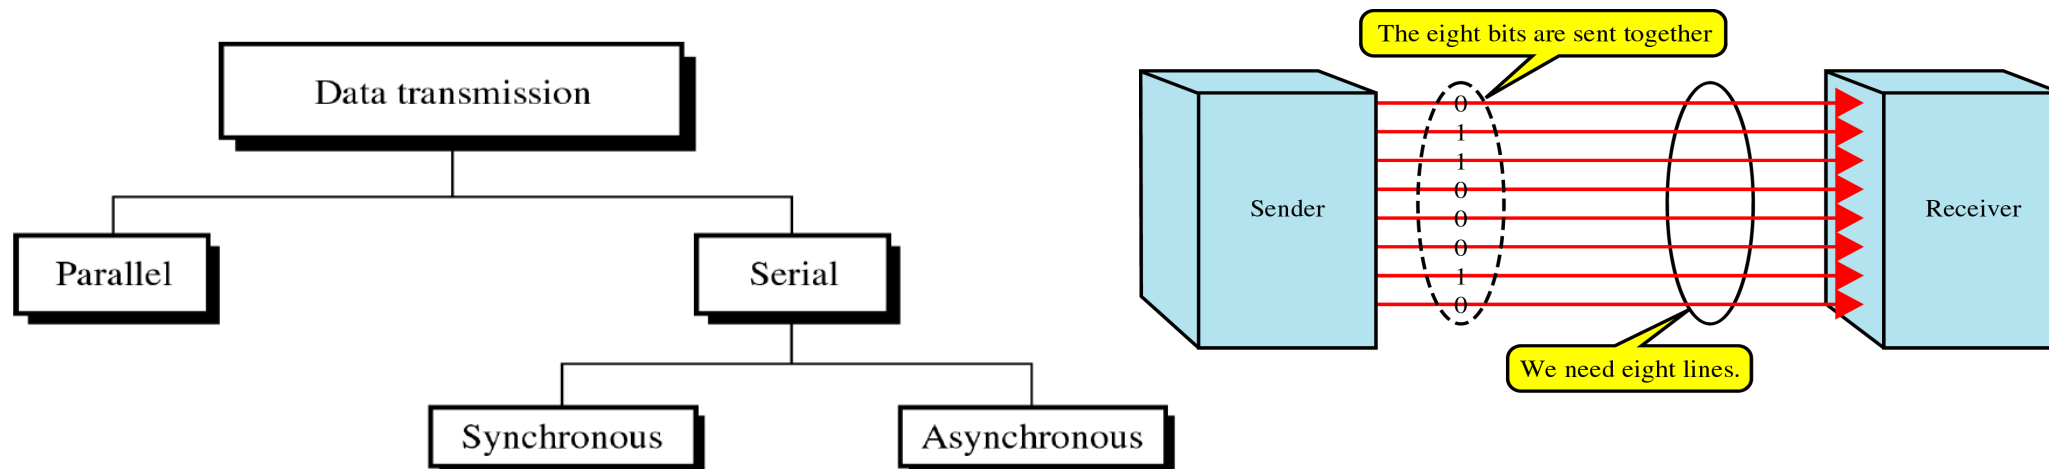 Data transmission
Parallel
Serial
Synchronous
Asynchronous
The eight bits are sent together
Sender
0
1
1
0
0
0
1
0
Receiver
We need eight lines.